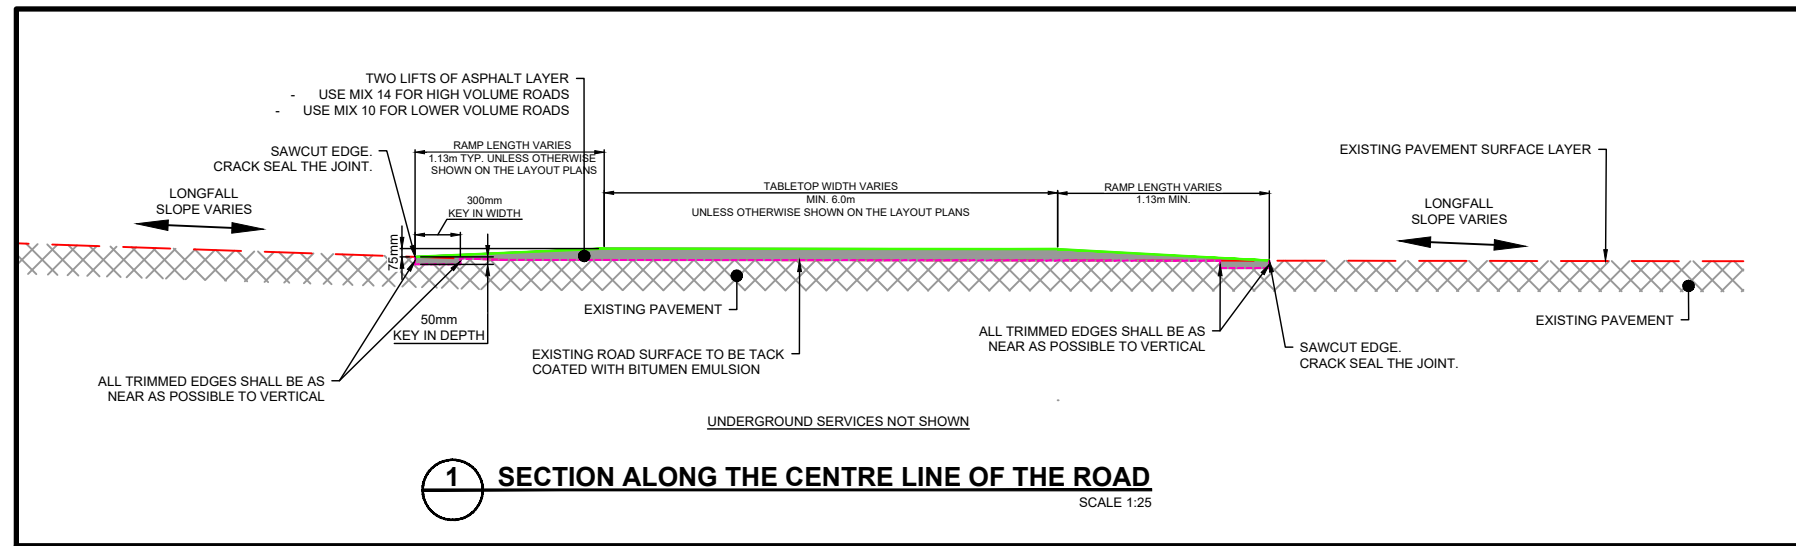 TWO LIFTS OF ASPHALT LAYER
- USE MIX 14 FOR HIGH VOLUME ROADS
- USE MIX 10 FOR LOWER VOLUME ROADS
SAWCUT EDGE.
CRACK SEAL THE JOINT.
RAMP LENGTH VARIES
1.13m TYP. UNLESS OTHERWISE
SHOWN ON THE LAYOUT PLANS
LONGFALL
SLOPE VARIES
300mm
KEY IN WIDTH
TABLETOP WIDTH VARIES
MIN. 6.0m
UNLESS OTHERWISE SHOWN ON THE LAYOUT PLANS
RAMP LENGTH VARIES
1.13m MIN.
EXISTING PAVEMENT SURFACE LAYER
LONGFALL
SLOPE VARIES
75mm
50mm
KEY IN DEPTH
EXISTING PAVEMENT
EXISTING ROAD SURFACE TO BE TACK
COATED WITH BITUMEN EMULSION
ALL TRIMMED EDGES SHALL BE AS
NEAR AS POSSIBLE TO VERTICAL
ALL TRIMMED EDGES SHALL BE AS
NEAR AS POSSIBLE TO VERTICAL
SAWCUT EDGE.
CRACK SEAL THE JOINT.
EXISTING PAVEMENT
UNDERGROUND SERVICES NOT SHOWN
1 SECTION ALONG THE CENTRE LINE OF THE ROAD
SCALE 1:25